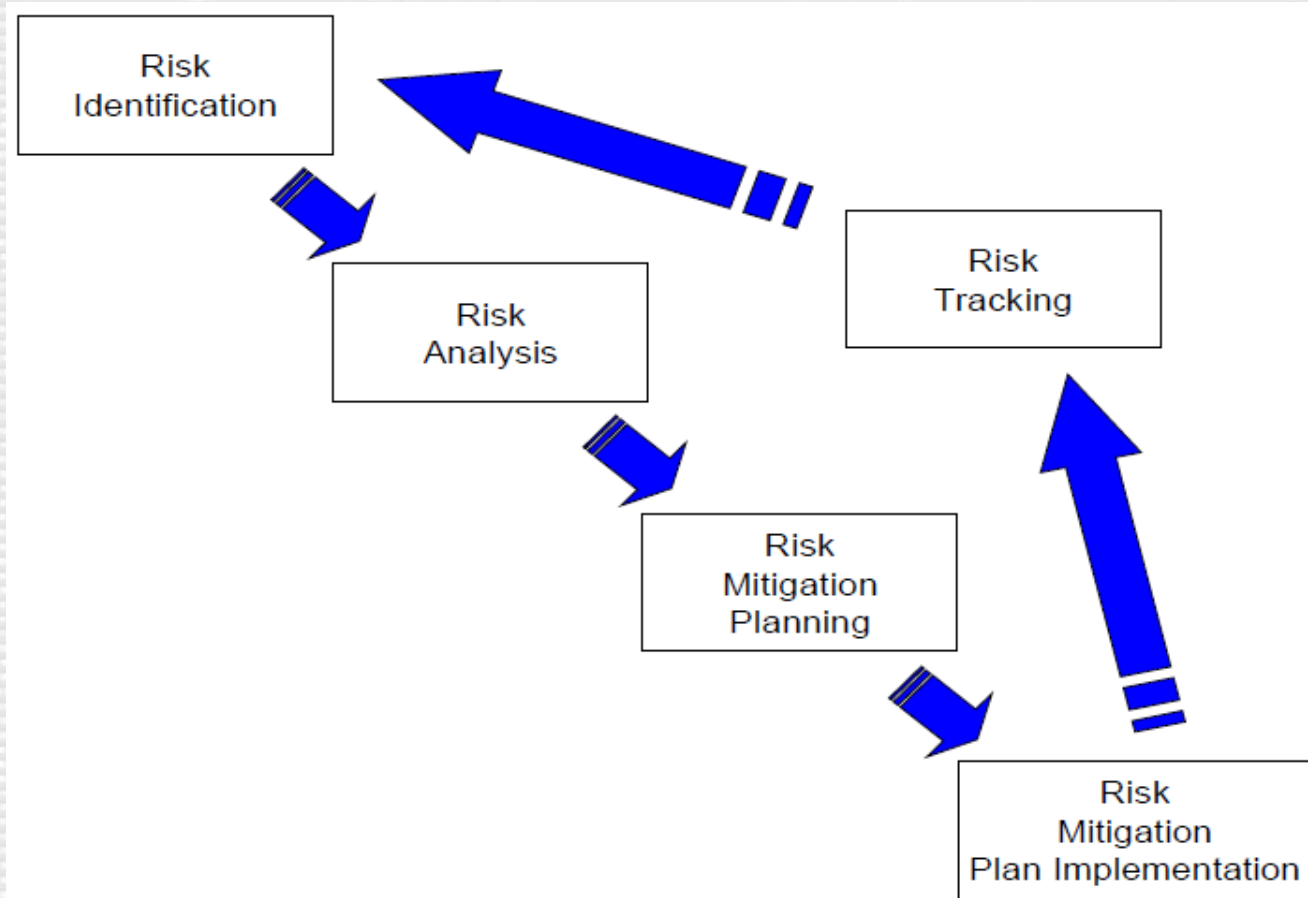 Risk
Identification
Risk
Tracking
Risk
Analysis
Risk
Mitigation
Planning
Risk
Mitigation
Plan Implementation